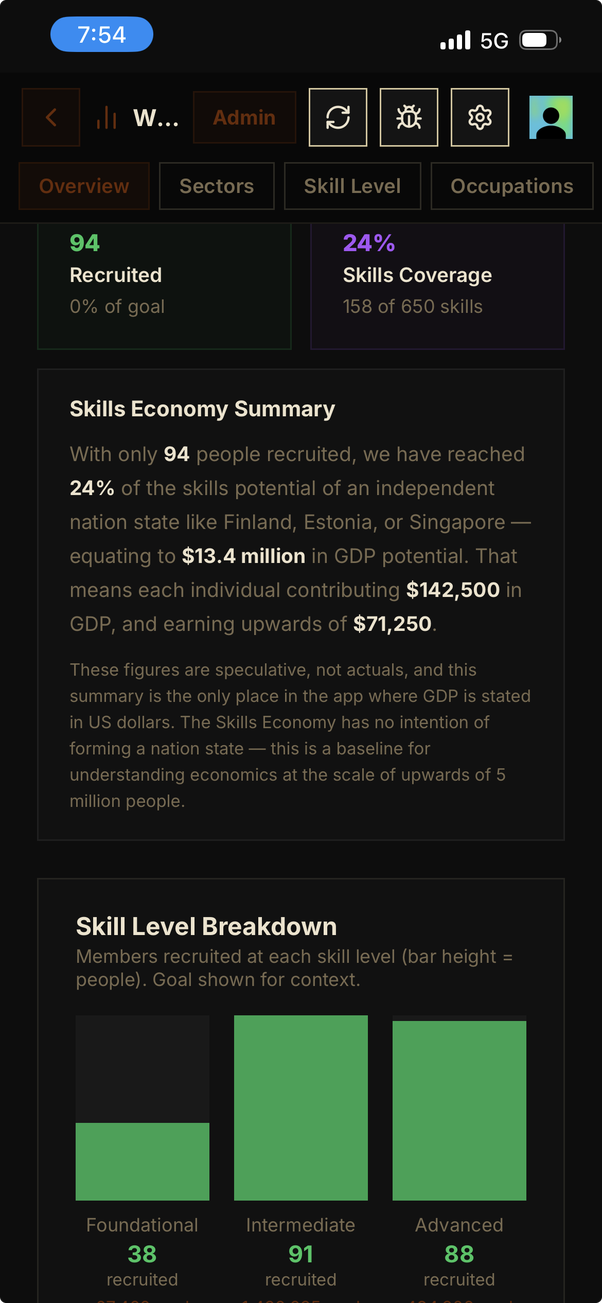 7:54
5G
W...
Admin
Overview
Sectors
Skill Level
Occupations
94
Recruited
0% of goal
24%
Skills Coverage
158 of 650 skills
Skills Economy Summary
With only 94 people recruited, we have reached
24% of the skills potential of an independent
nation state like Finland, Estonia, or Singapore —
equating to $13.4 million in GDP potential. That
means each individual contributing $142,500 in
GDP, and earning upwards of $71,250.
These figures are speculative, not actuals, and this
summary is the only place in the app where GDP is stated
in US dollars. The Skills Economy has no intention of
forming a nation state — this is a baseline for
understanding economics at the scale of upwards of 5
million people.
Skill Level Breakdown
Members recruited at each skill level (bar height =
people). Goal shown for context.
Foundational
38
recruited
Intermediate
91
recruited
Advanced
88
recruited